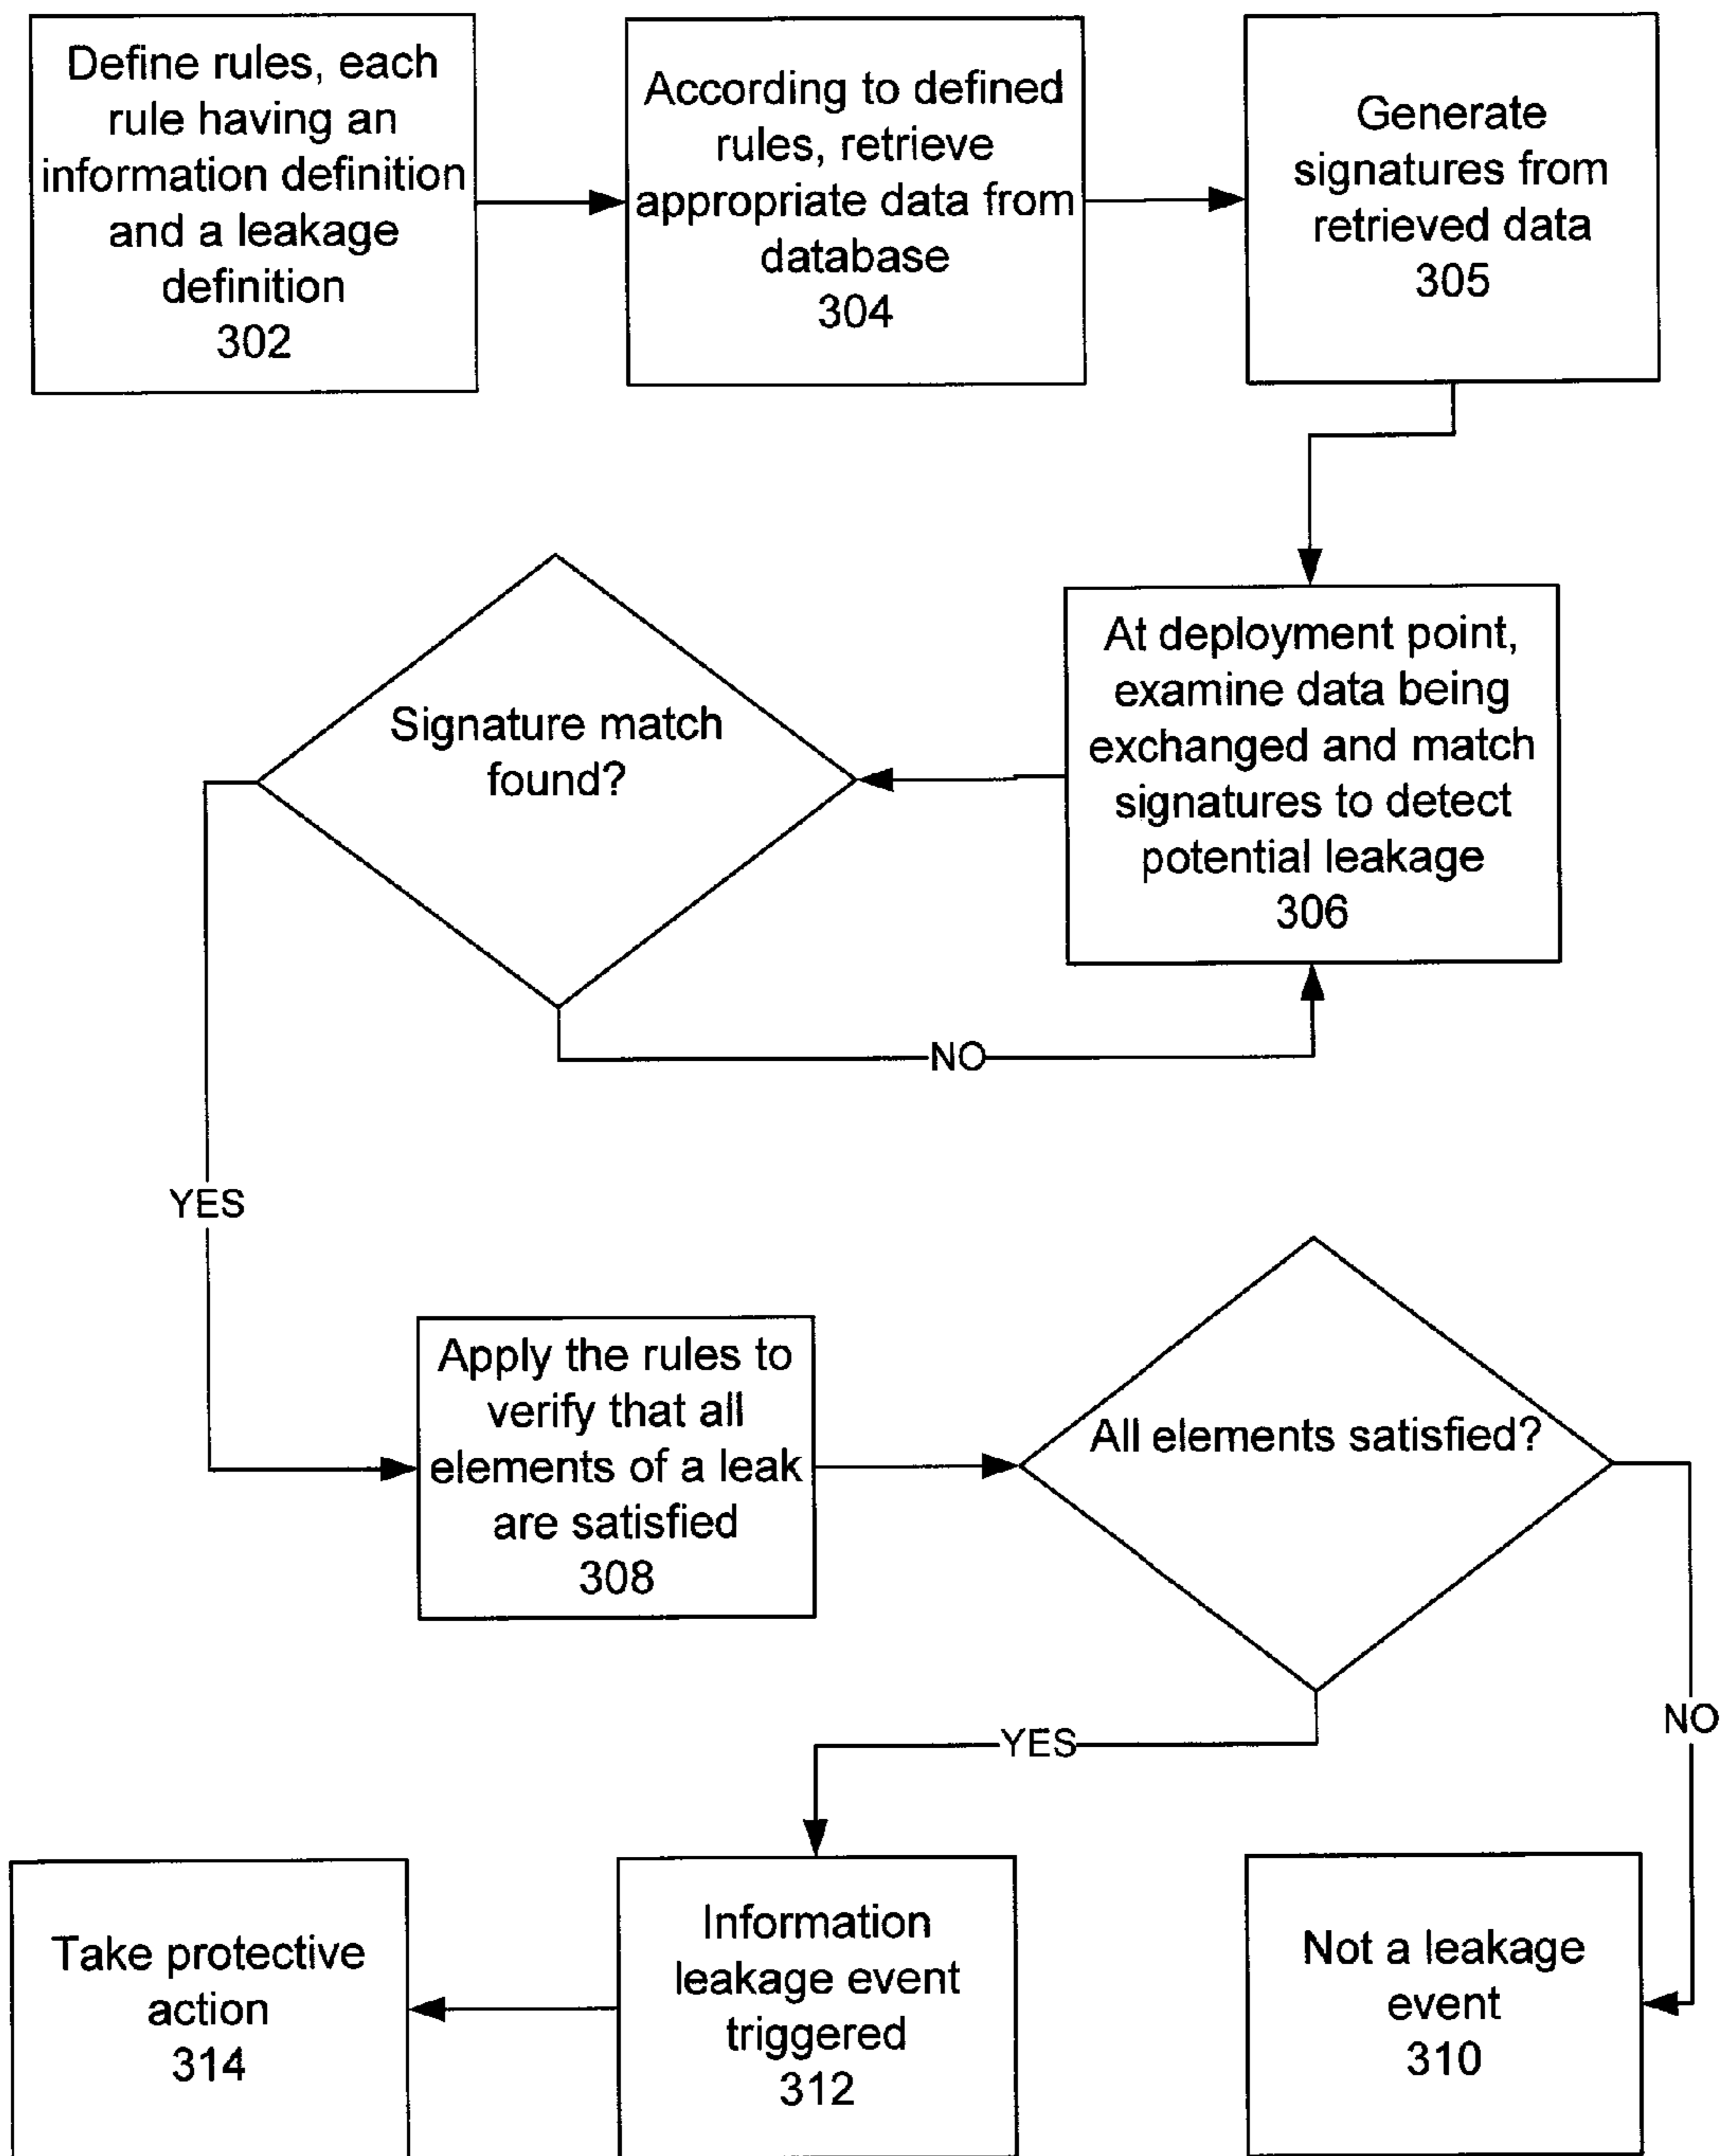 Define rules, each
rule having an
information definition
and a leakage
definition
302
According to defined
rules, retrieve
appropriate data from
database
304
Generate
signatures from
retrieved data
305
At deployment point,
examine data being
exchanged and match
signatures to detect
potential leakage
306
Signature match
found?
NO
YES
Apply the rules to
verify that all
elements of a leak
are satisfied
308
All elements satisfied?
NO
YES
Information
leakage event
triggered
312
Take protective
action
314
Not a leakage
event
310